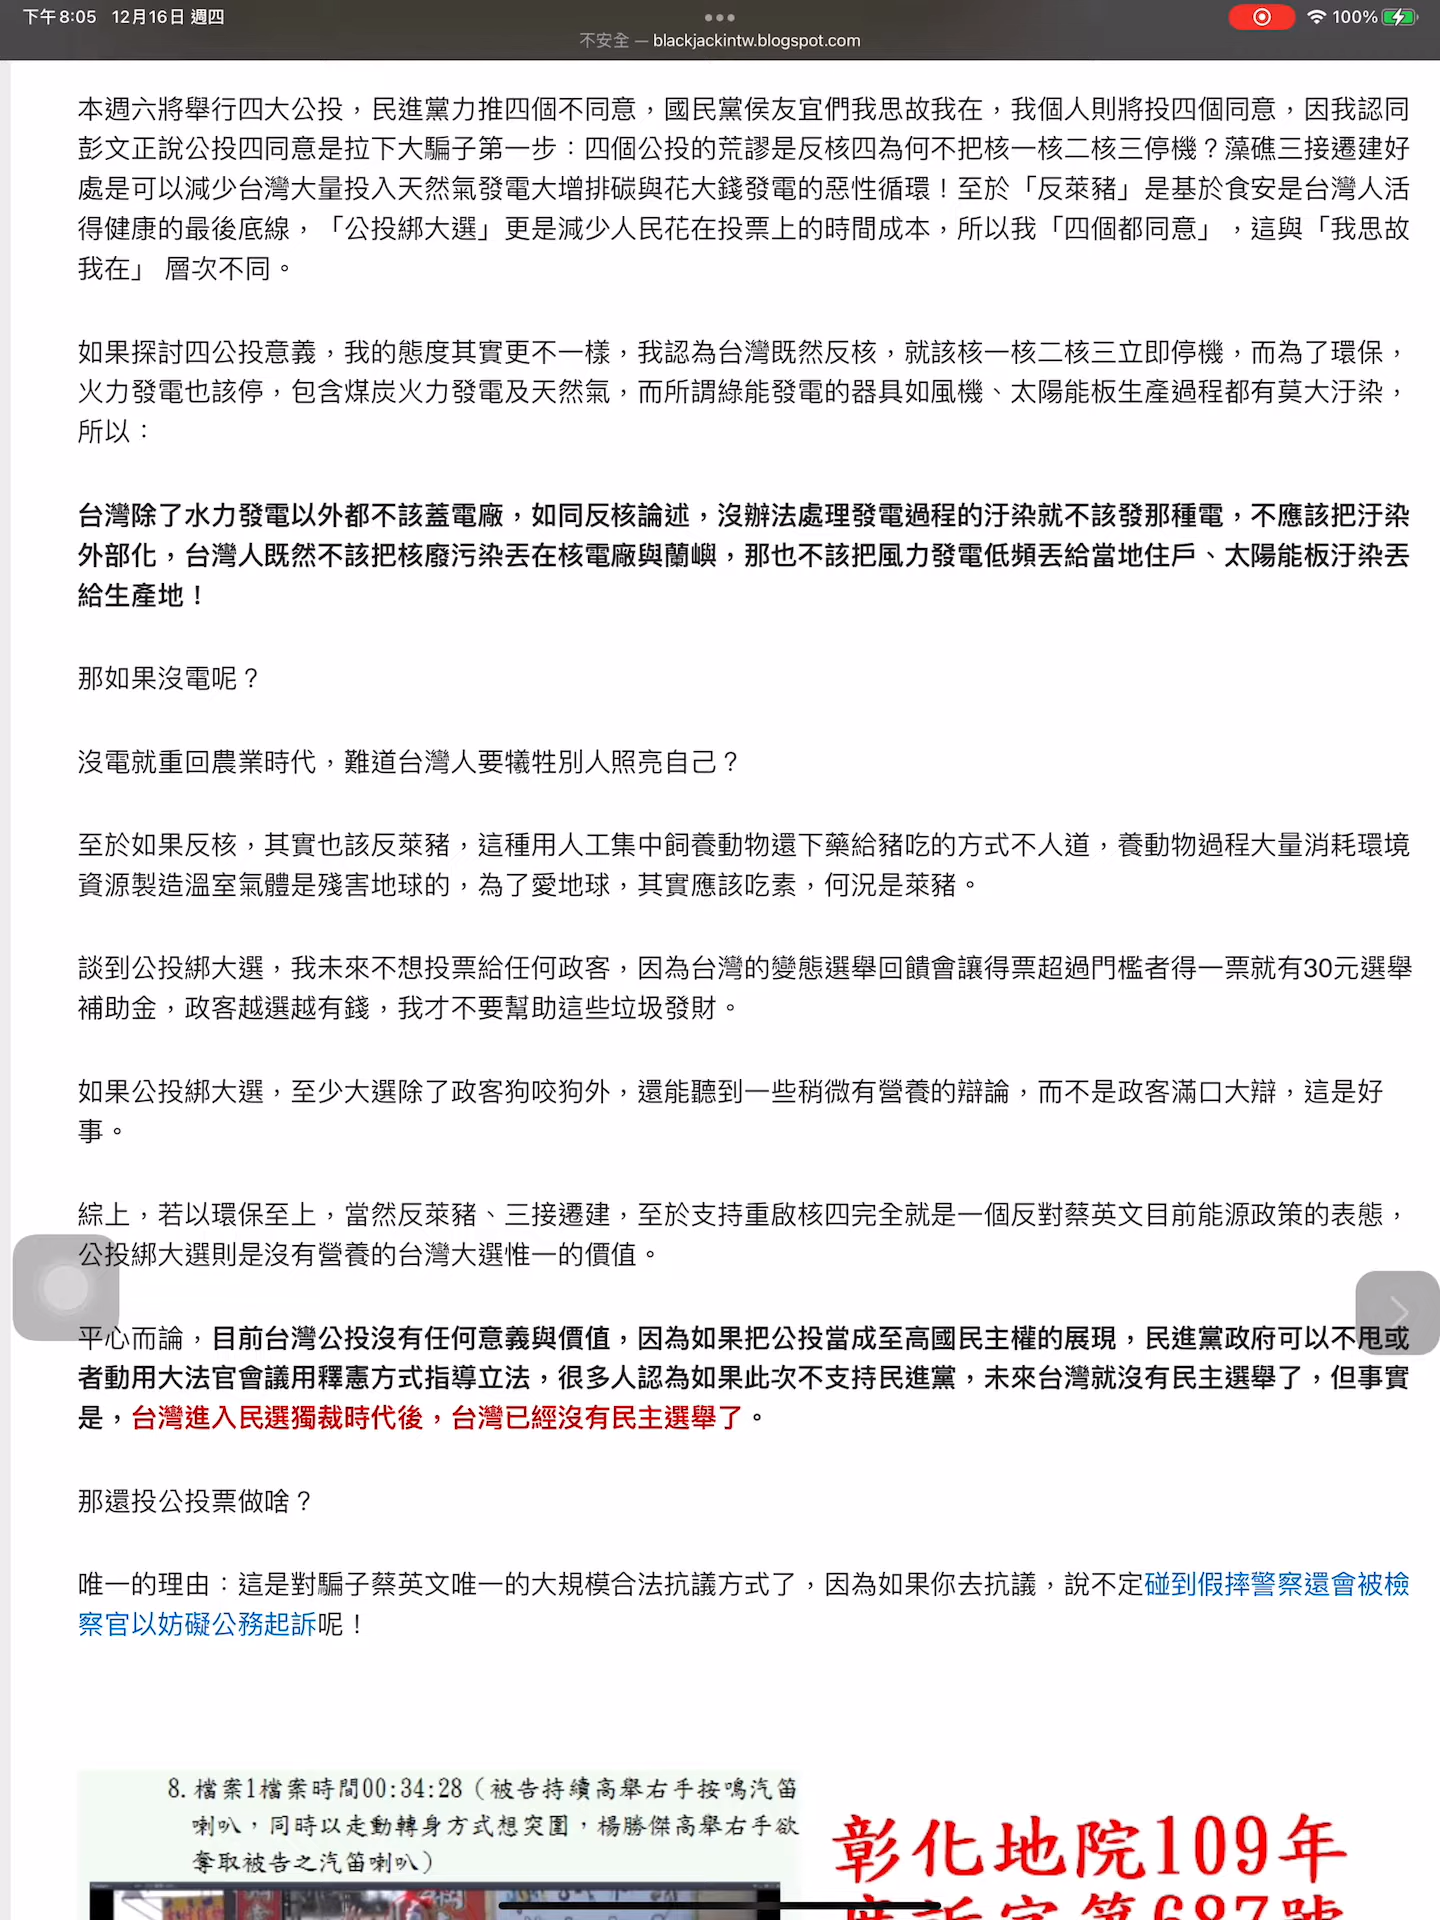 下午8:05 12月16日 週四
100%
不安全 — blackjackintw.blogspot.com
本週六將舉行四大公投，民進黨力推四個不同意，國民黨侯友宜們我思故我在，我個人則將投四個同意，因我認同
彭文正說公投四同意是拉下大騙子第一步：四個公投的荒謬是反核四為何不把核一核二核三停機？藻礁三接遷建好
處是可以減少台灣大量投入天然氣發電大增排碳與花大錢發電的惡性循環！至於「反萊豬」是基於食安是台灣人活
得健康的最後底線，「公投綁大選」更是減少人民花在投票上的時間成本，所以我「四個都同意」，這與「我思故
我在」 層次不同。
如果探討四公投意義，我的態度其實更不一樣，我認為台灣既然反核，就該核一核二核三立即停機，而為了環保，
火力發電也該停，包含煤炭火力發電及天然氣，而所謂綠能發電的器具如風機、太陽能板生產過程都有莫大汙染，
所以：
台灣除了水力發電以外都不該蓋電廠，如同反核論述，沒辦法處理發電過程的汙染就不該發那種電，不應該把汙染
外部化，台灣人既然不該把核廢污染丟在核電廠與蘭嶼，那也不該把風力發電低頻丟給當地住戶、太陽能板汙染丟
給生產地！
那如果沒電呢？
沒電就重回農業時代，難道台灣人要犧牲別人照亮自己？
至於如果反核，其實也該反萊豬，這種用人工集中飼養動物還下藥給豬吃的方式不人道，養動物過程大量消耗環境
資源製造溫室氣體是殘害地球的，為了愛地球，其實應該吃素，何況是萊豬。
談到公投綁大選，我未來不想投票給任何政客，因為台灣的變態選舉回饋會讓得票超過門檻者得一票就有30元選舉
補助金，政客越選越有錢，我才不要幫助這些垃圾發財。
如果公投綁大選，至少大選除了政客狗咬狗外，還能聽到一些稍微有營養的辯論，而不是政客滿口大辯，這是好
事。
綜上，若以環保至上，當然反萊豬、三接遷建，至於支持重啟核四完全就是一個反對蔡英文目前能源政策的表態，
公投綁大選則是沒有營養的台灣大選惟一的價值。
平心而論，目前台灣公投沒有任何意義與價值，因為如果把公投當成至高國民主權的展現，民進黨政府可以不甩或
者動用大法官會議用釋憲方式指導立法，很多人認為如果此次不支持民進黨，未來台灣就沒有民主選舉了，但事實
是，台灣進入民選獨裁時代後，台灣已經沒有民主選舉了。
那還投公投票做啥？
唯一的理由：這是對騙子蔡英文唯一的大規模合法抗議方式了，因為如果你去抗議，說不定碰到假摔警察還會被檢
察官以妨礙公務起訴呢！
8.檔案1檔案時間00:34:28（被告持續高舉右手按鳴汽笛
喇叭，同時以走動轉身方式想突圍，楊勝傑高舉右手欲
奪取被告之汽笛喇叭）
彰化地院109年